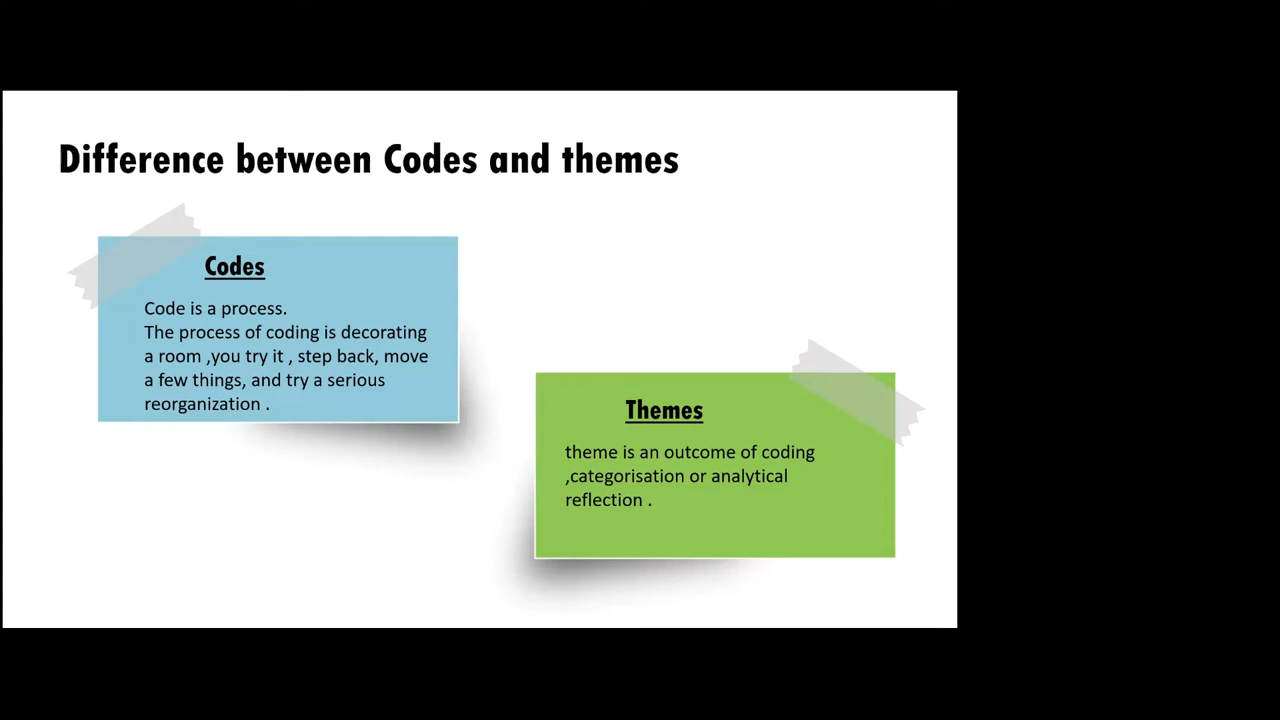 Difference between Codes and themes
Codes
Code is a process.
The process of coding is decorating
a room ,you try it , step back, move
a few things, and try a serious
reorganization .
Themes
theme is an outcome of coding
,categorisation or analytical
reflection .